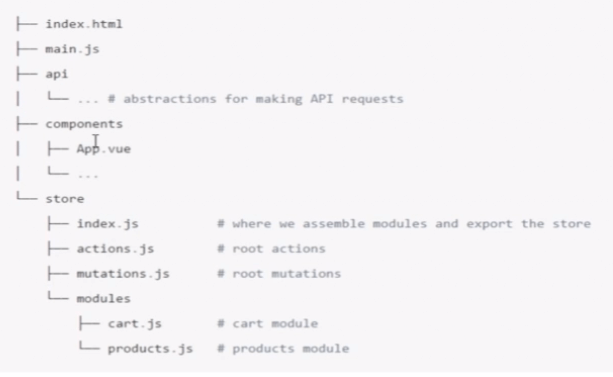 ├── index.html
├── main.js
├── api
│   └── ... # abstractions for making API requests
├── components
│   ├── App.vue
│   └── ...
└── store
    ├── index.js          # where we assemble modules and export the store
    ├── actions.js        # root actions
    ├── mutations.js      # root mutations
    └── modules
        ├── cart.js       # cart module
        └── products.js   # products module